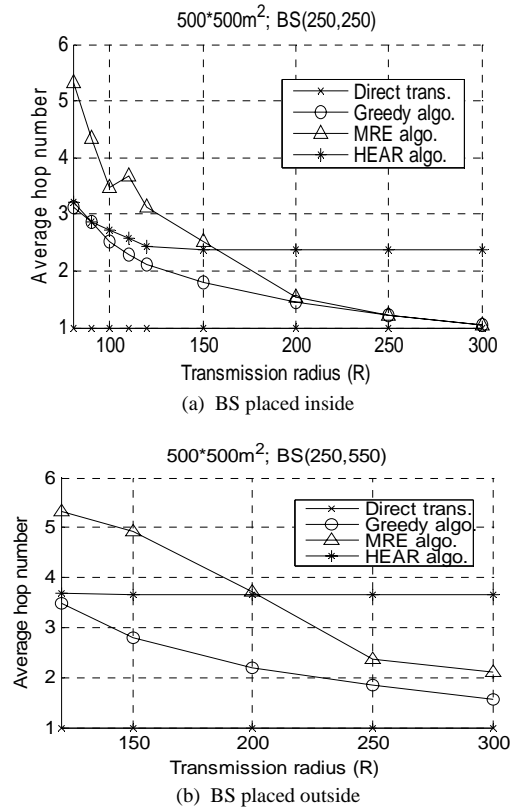 500*500m²; BS(250,250)
Average hop number
6
5
4
3
2
1
Direct trans.
Greedy algo.
MRE algo.
HEAR algo.
100 150 200 250 300
Transmission radius (R)
(a) BS placed inside
500*500m²; BS(250,550)
Average hop number
6
5
4
3
2
1
Direct trans.
Greedy algo.
MRE algo.
HEAR algo.
150 200 250 300
Transmission radius (R)
(b) BS placed outside